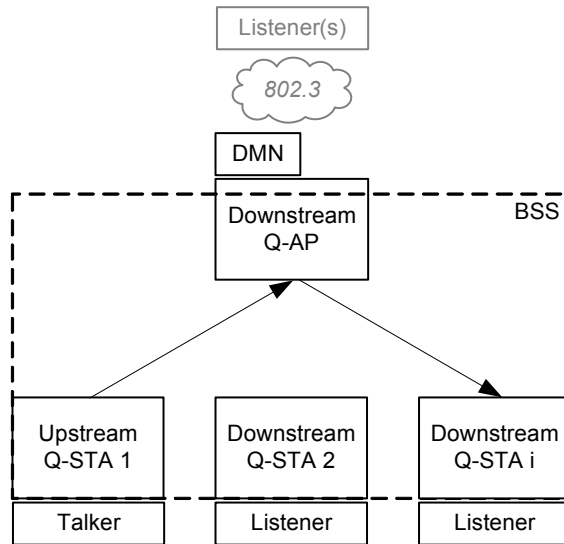 Listener(s)
802.3
DMN
Downstream
Q-AP
BSS
Upstream
Q-STA 1
Downstream
Q-STA 2
Downstream
Q-STA i
Talker
Listener
Listener